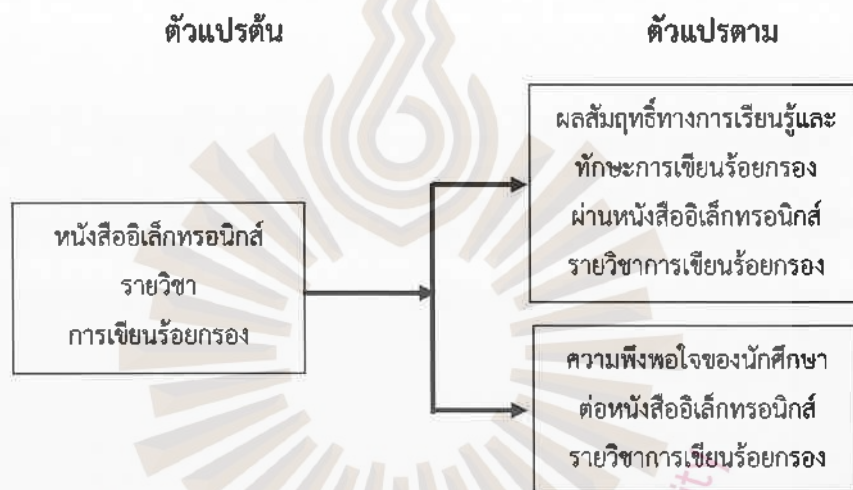 ตัวแปรต้น
ตัวแปรตาม
หนังสืออิเล็กทรอนิกส์
รายวิชา
การเขียนร้อยกรอง
ผลสัมฤทธิ์ทางการเรียนรู้และ
ทักษะการเขียนร้อยกรอง
ผ่านหนังสืออิเล็กทรอนิกส์
รายวิชาการเขียนร้อยกรอง
ความพึงพอใจของนักศึกษา
ต่อหนังสืออิเล็กทรอนิกส์
รายวิชาการเขียนร้อยกรอง